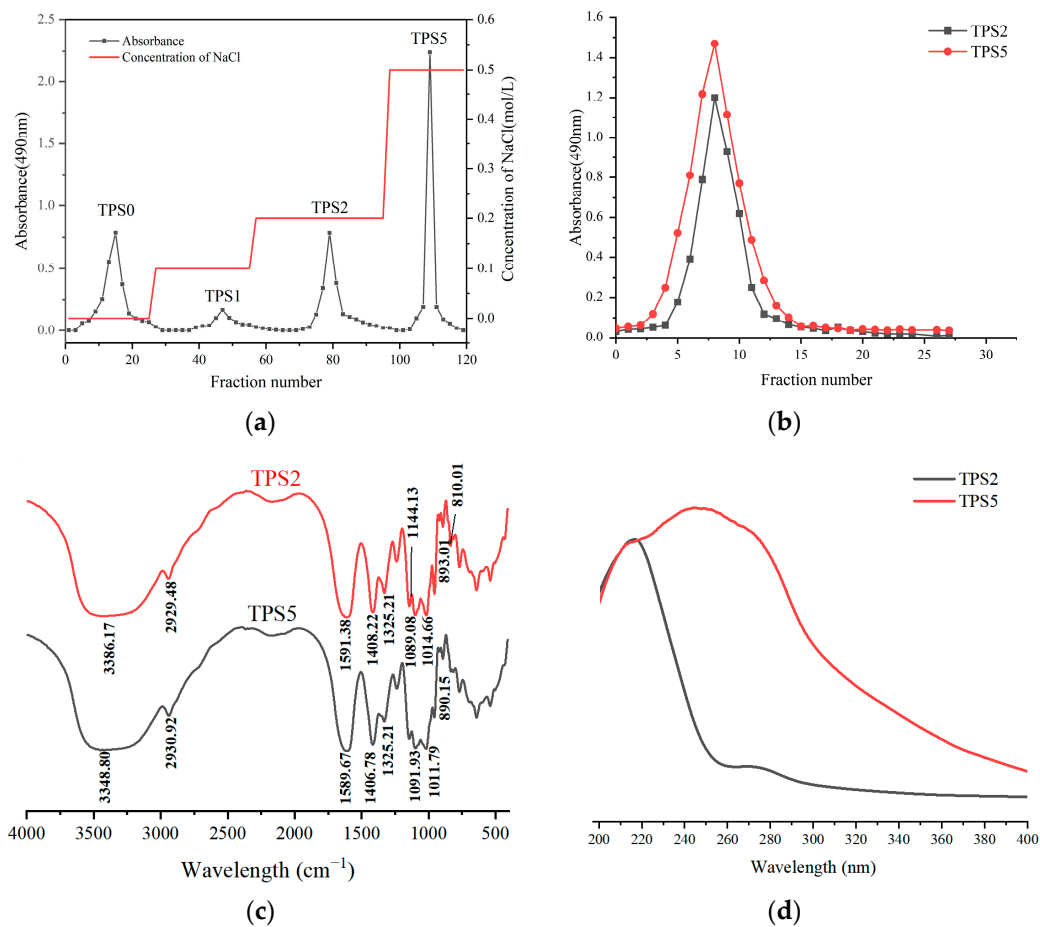 2.5
2.0
1.5
1.0
0.5
0.0
Absorbance(490nm)
Absorbance
Concentration of NaCl
TPS0
TPS1
TPS2
TPS5
0.6
0.5
0.4
0.3
0.2
0.1
0.0
Concentration of NaCl(mol/L)
0 20 40 60 80 100 120
Fraction number
(a)
1.6
1.4
1.2
1.0
0.8
0.6
0.4
0.2
0.0
Absorbance(490nm)
TPS2
TPS5
0 5 10 15 20 25 30
Fraction number
(b)
TPS2
TPS5
3386.17
2929.48
1591.38
1408.22
1325.21
1144.13
1089.08
1014.66
893.01
810.01
3348.80
2930.92
1589.67
1406.78
1325.21
1091.93
1011.79
890.15
4000 3500 3000 2500 2000 1500 1000 500
Wavelength (cm−1)
(c)
TPS2
TPS5
200 220 240 260 280 300 320 340 360 380 400
Wavelength (nm)
(d)